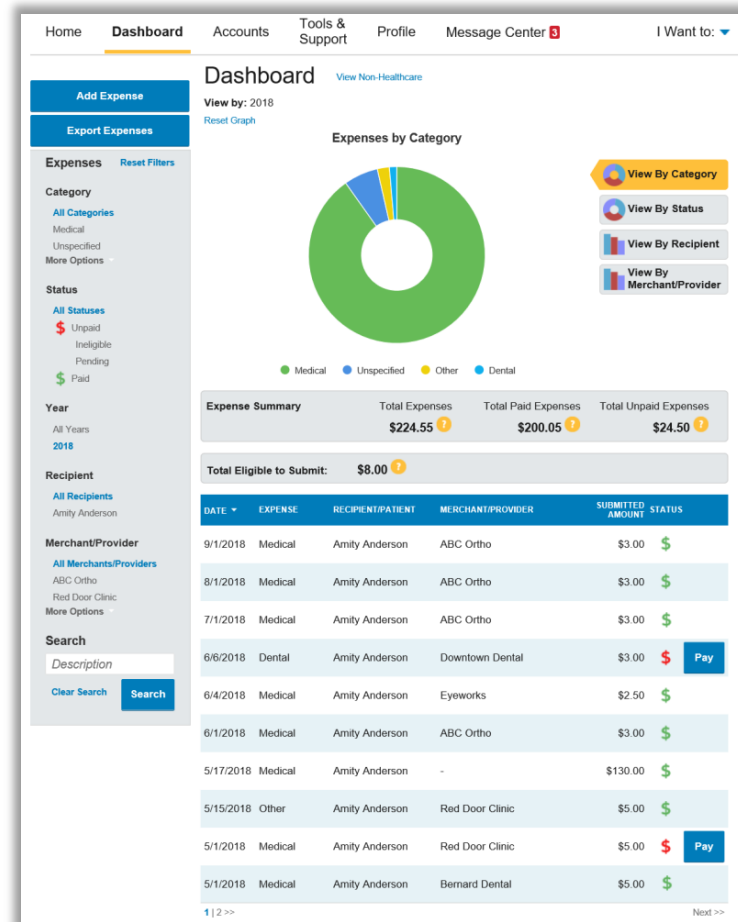 Home Dashboard Accounts Tools & Support Profile Message Center 3 I Want to:
Dashboard View Non-Healthcare
View by: 2018
Reset Graph
Add Expense
Export Expenses
Expenses Reset Filters
Category
All Categories
Medical
Unspecified
More Options
Status
All Statuses
$ Unpaid
Ineligible
Pending
$ Paid
Year
All Years
2018
Recipient
All Recipients
Amity Anderson
Merchant/Provider
All Merchants/Providers
ABC Ortho
Red Door Clinic
More Options
Search
Description
Clear Search Search
Expenses by Category
View By Category
View By Status
View By Recipient
View By
Merchant/Provider
Medical Unspecified Other Dental
Expense Summary Total Expenses Total Paid Expenses Total Unpaid Expenses
$224.55 ? $200.05 ? $24.50 ?
Total Eligible to Submit: $8.00 ?
DATE EXPENSE RECIPIENT/PATIENT MERCHANT/PROVIDER SUBMITTED AMOUNT STATUS
9/1/2018 Medical Amity Anderson ABC Ortho $3.00 $
8/1/2018 Medical Amity Anderson ABC Ortho $3.00 $
7/1/2018 Medical Amity Anderson ABC Ortho $3.00 $
6/6/2018 Dental Amity Anderson Downtown Dental $3.00 $ Pay
6/4/2018 Medical Amity Anderson Eyeworks $2.50 $
6/1/2018 Medical Amity Anderson ABC Ortho $3.00 $
5/17/2018 Medical Amity Anderson - $130.00 $
5/15/2018 Other Amity Anderson Red Door Clinic $5.00 $
5/1/2018 Medical Amity Anderson Red Door Clinic $5.00 $ Pay
5/1/2018 Medical Amity Anderson Bernard Dental $5.00 $
1 | 2 >> Next >>